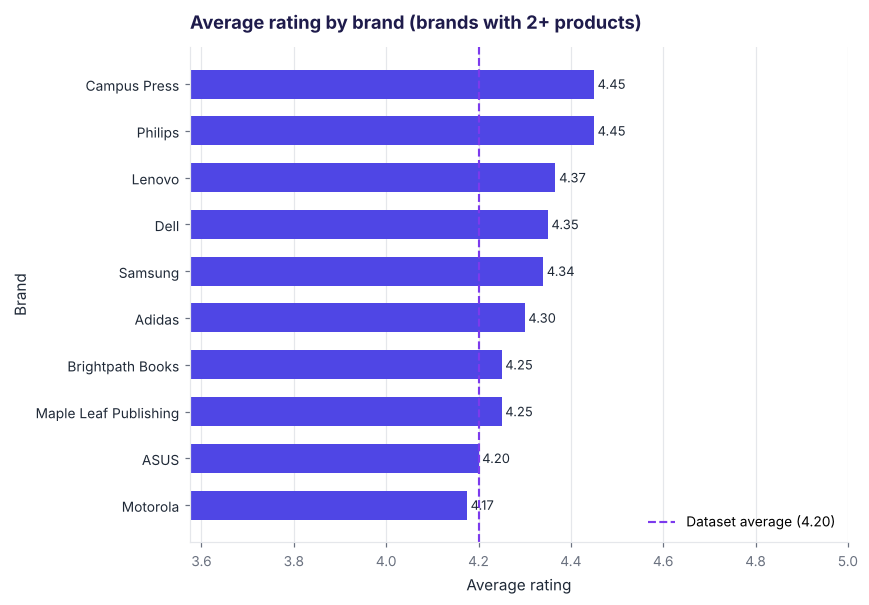 Average rating by brand (brands with 2+ products)
Brand
Campus Press 4.45
Philips 4.45
Lenovo 4.37
Dell 4.35
Samsung 4.34
Adidas 4.30
Brightpath Books 4.25
Maple Leaf Publishing 4.25
ASUS 4.20
Motorola 4.17
Dataset average (4.20)
3.6 3.8 4.0 4.2 4.4 4.6 4.8 5.0
Average rating